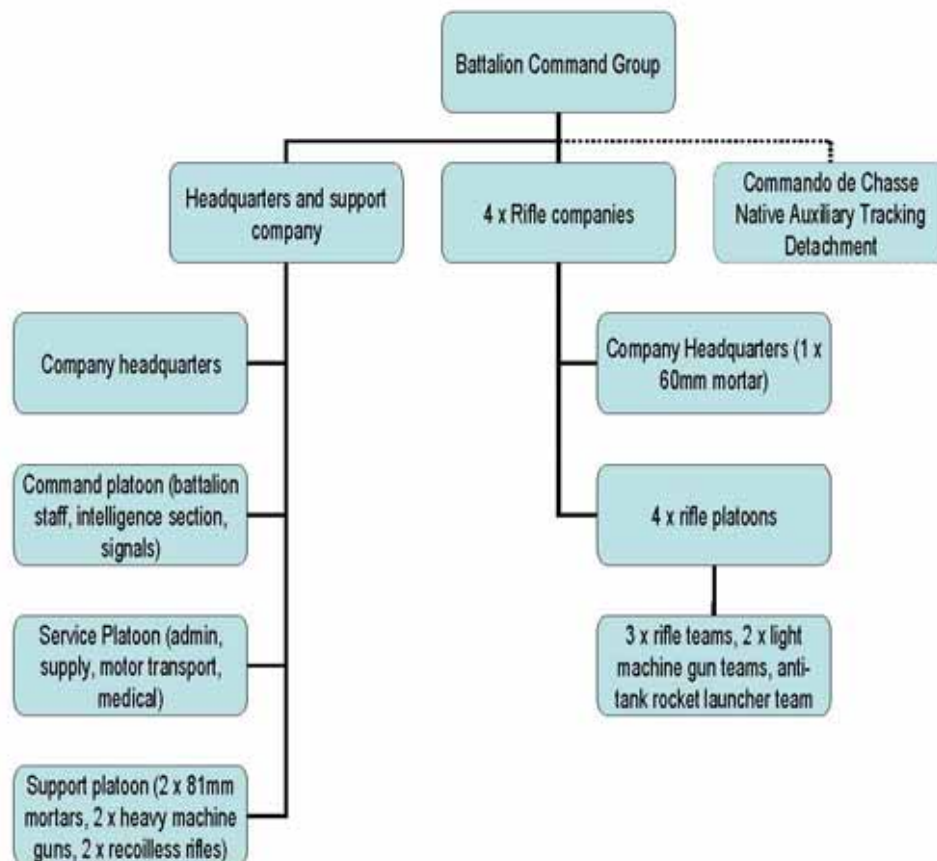 Battalion Command Group
Headquarters and support
company
4 x Rifle companies
Commando de Chasse
Native Auxiliary Tracking
Detachment
Company headquarters
Company Headquarters (1 x
60mm mortar)
Command platoon (battalion
staff, intelligence section,
signals)
4 x rifle platoons
Service Platoon (admin,
supply, motor transport,
medical)
3 x rifle teams, 2 x light
machine gun teams, anti-
tank rocket launcher team
Support platoon (2 x 81mm
mortars, 2 x heavy machine
guns, 2 x recoilless rifles)